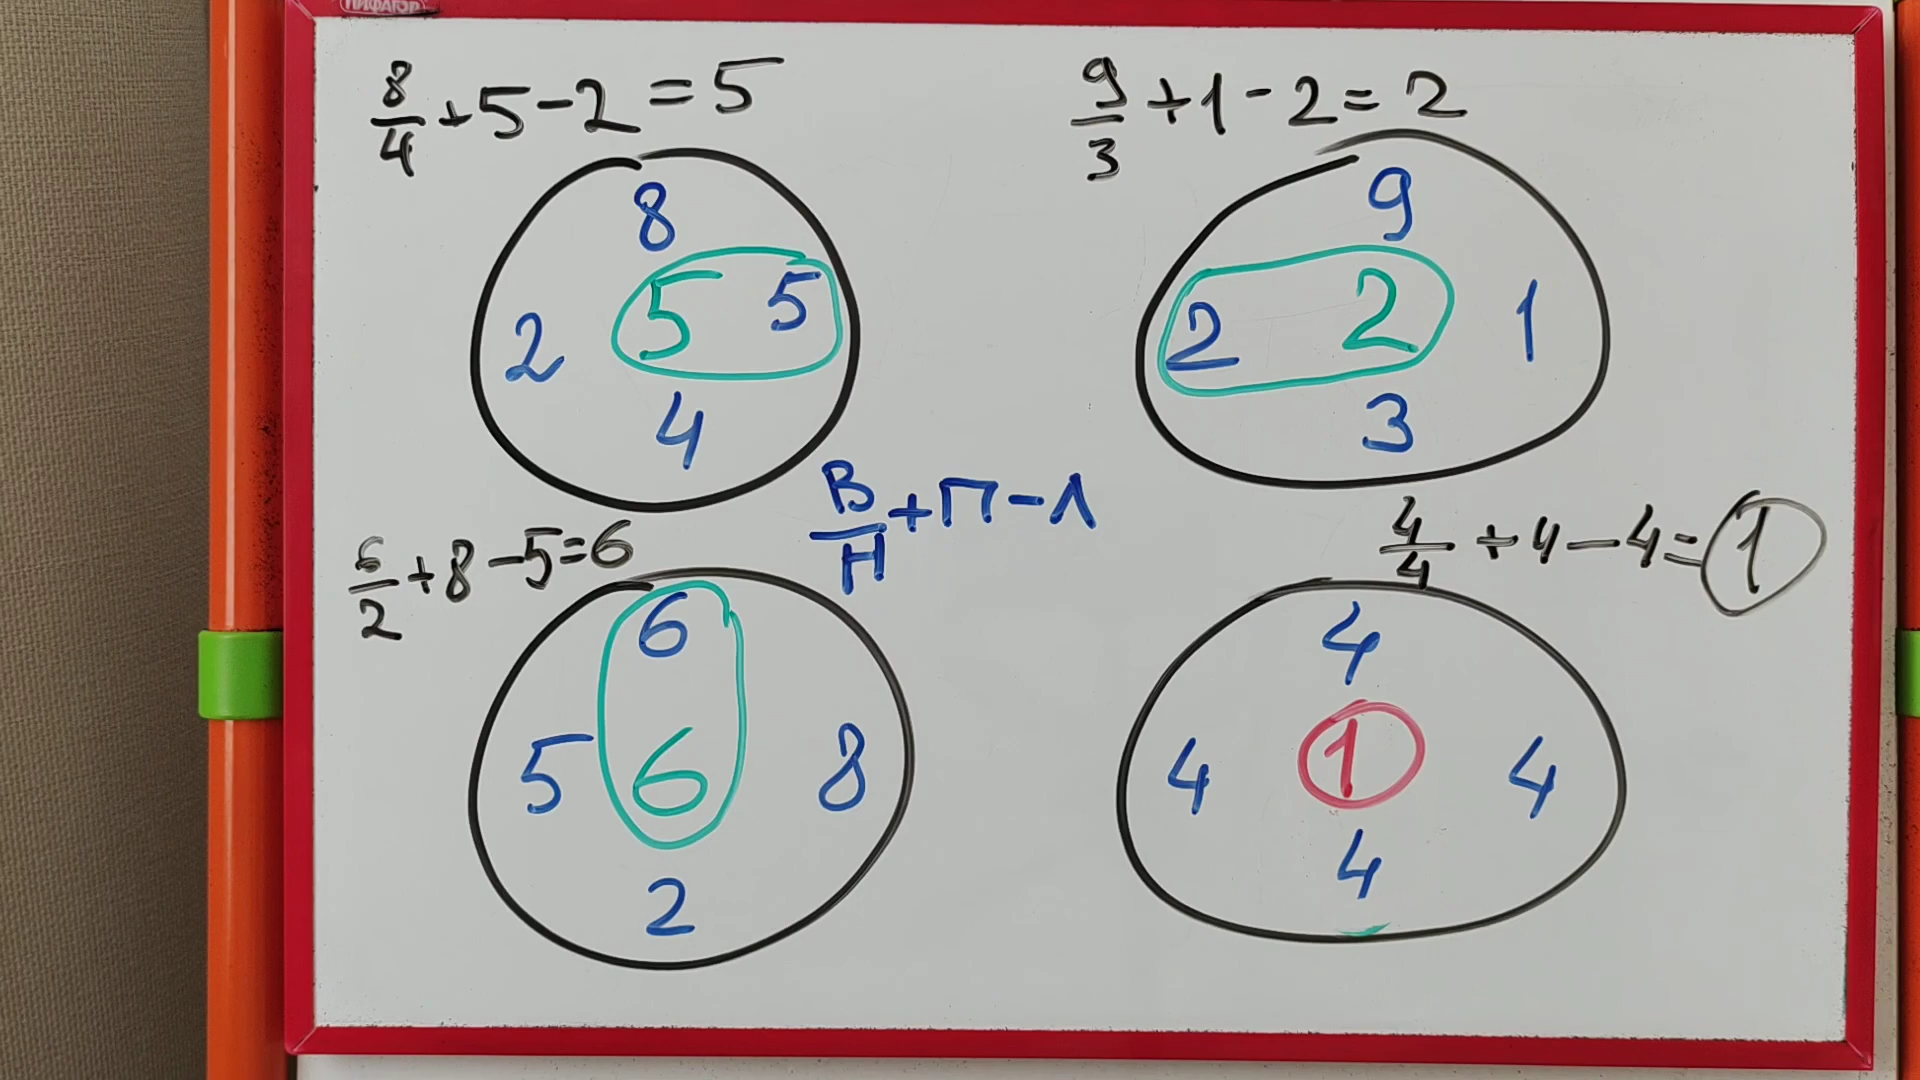 ПИФАГОР
8/4 + 5 - 2 = 5
9/3 + 1 - 2 = 2
8
2 5 5
4
9
2 2 1
3
В/Н + П - Л
6/2 + 8 - 5 = 6
4/4 + 4 - 4 = 1
6
5 6 8
2
4
4 1 4
4